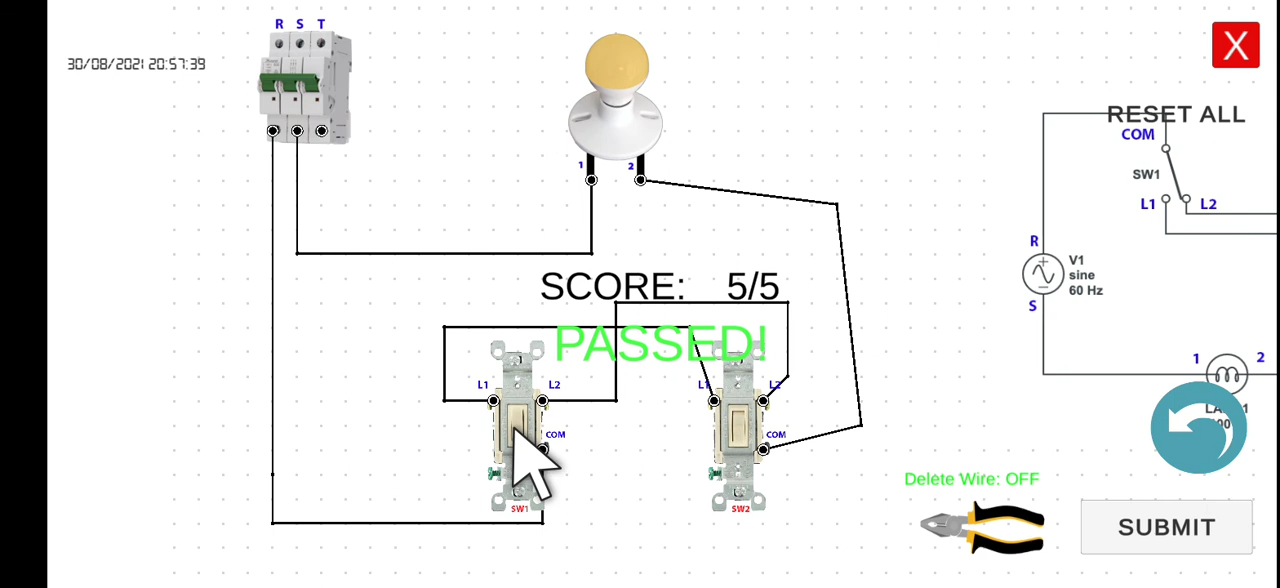 R S T
30/08/2021 20:57:39
X
RESET ALL
COM
SW1
L1
L2
1
2
R
V1
sine
60 Hz
S
SCORE: 5/5
PASSED!
L1
L2
COM
SW1
L1
L2
COM
SW2
1
2
Delete Wire: OFF
SUBMIT